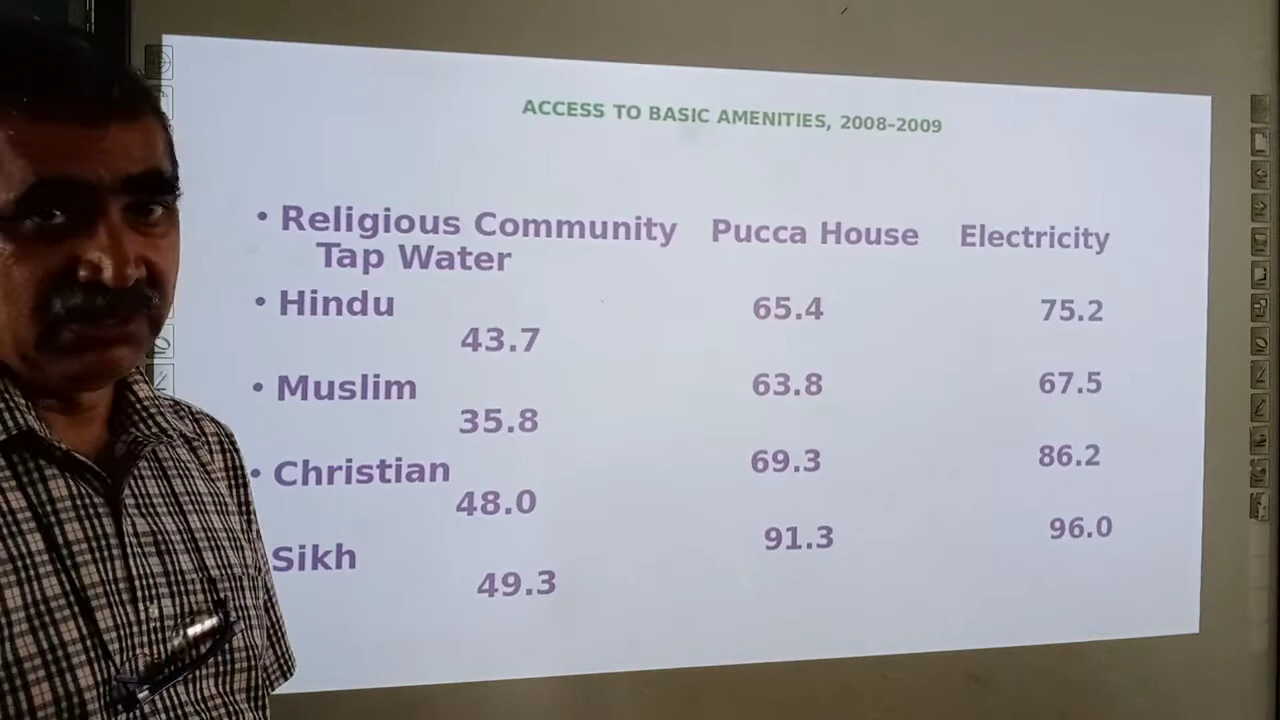 ACCESS TO BASIC AMENITIES, 2008–2009
• Religious Community Pucca House Electricity
Tap Water
• Hindu 65.4 75.2
43.7
• Muslim 63.8 67.5
35.8
• Christian 69.3 86.2
48.0
Sikh 91.3 96.0
49.3